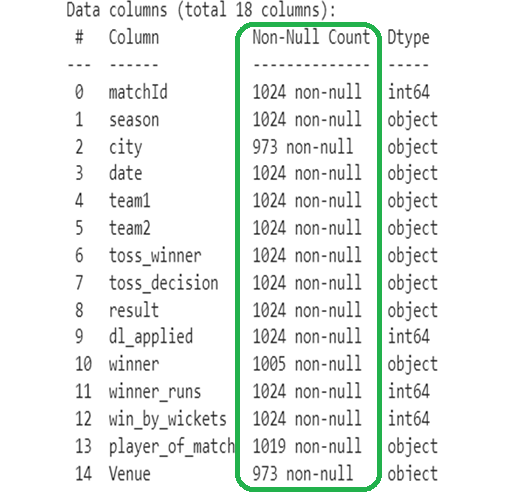 Data columns (total 18 columns):
# Column Non-Null Count Dtype
--- ------ -------------- -----
0 matchId 1024 non-null int64
1 season 1024 non-null object
2 city 973 non-null object
3 date 1024 non-null object
4 team1 1024 non-null object
5 team2 1024 non-null object
6 toss_winner 1024 non-null object
7 toss_decision 1024 non-null object
8 result 1024 non-null object
9 dl_applied 1024 non-null int64
10 winner 1005 non-null object
11 winner_runs 1024 non-null int64
12 win_by_wickets 1024 non-null int64
13 player_of_match 1019 non-null object
14 Venue 973 non-null object